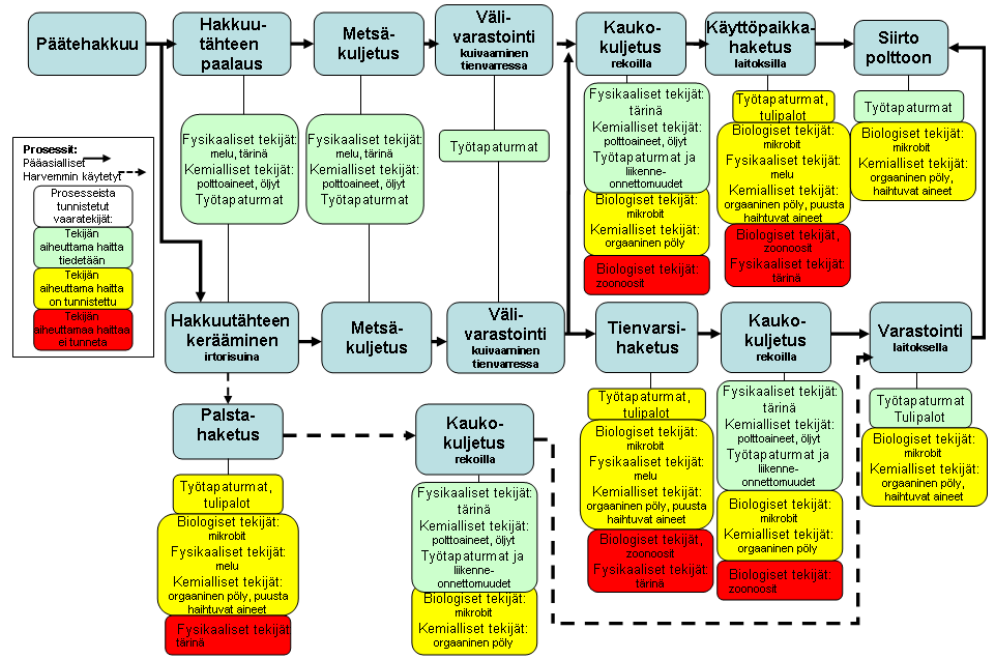 Päätehakkuu
Hakkuu-
tähteen
paalaus
Metsä-
kuljetus
Väli-
varastointi
kuivaaminen
tienvarressa
Kauko-
kuljetus
rekoilla
Käyttöpaikka-
haketus
laitoksilla
Siirto
polttoon
Fysikaaliset tekijät:
melu, tärinä
Kemialliset tekijät:
polttoaineet, öljyt
Työtapaturmat
Fysikaaliset tekijät:
melu, tärinä
Kemialliset tekijät:
polttoaineet, öljyt
Työtapaturmat
Työtapaturmat
Fysikaaliset tekijät:
tärinä
Kemialliset tekijät:
polttoaineet, öljyt
Työtapaturmat ja
liikenne-
onnettomuudet
Biologiset tekijät:
mikrobit
Kemialliset tekijät:
orgaaninen pöly
Biologiset tekijät:
zoonoosit
Työtapaturmat,
tulipalot
Biologiset tekijät:
mikrobit
Fysikaaliset tekijät:
melu
Kemialliset tekijät:
orgaaninen pöly, puusta
haihtuvat aineet
Biologiset tekijät,
zoonoosit
Fysikaaliset tekijät:
tärinä
Työtapaturmat
Biologiset tekijät:
mikrobit
Kemialliset tekijät:
orgaaninen pöly,
haihtuvat aineet
Prosessit:
Pääasialliset
Harvemmin käytetyt
Prosesseista
tunnistetut
vaaratekijät:
Tekijän
aiheuttama haitta
tiedetään
Tekijän
aiheuttama haitta
on tunnistettu
Tekijän
aiheuttamaa haittaa
ei tunneta
Hakkuutähteen
kerääminen
irtorisuina
Metsä-
kuljetus
Väli-
varastointi
kuivaaminen
tienvarressa
Tienvarsi-
haketus
Kauko-
kuljetus
rekoilla
Varastointi
laitoksella
Palsta-
haketus
Kauko-
kuljetus
rekoilla
Työtapaturmat,
tulipalot
Biologiset tekijät:
mikrobit
Fysikaaliset tekijät:
melu
Kemialliset tekijät:
orgaaninen pöly, puusta
haihtuvat aineet
Fysikaaliset tekijät:
tärinä
Fysikaaliset tekijät:
tärinä
Kemialliset tekijät:
polttoaineet, öljyt
Työtapaturmat ja
liikenne-
onnettomuudet
Biologiset tekijät:
mikrobit
Kemialliset tekijät:
orgaaninen pöly
Työtapaturmat,
tulipalot
Biologiset tekijät:
mikrobit
Fysikaaliset tekijät:
melu
Kemialliset tekijät:
orgaaninen pöly, puusta
haihtuvat aineet
Biologiset tekijät,
zoonoosit
Fysikaaliset tekijät:
tärinä
Fysikaaliset tekijät:
tärinä
Kemialliset tekijät:
polttoaineet, öljyt
Työtapaturmat ja
liikenne-
onnettomuudet
Biologiset tekijät:
mikrobit
Kemialliset tekijät:
orgaaninen pöly
Biologiset tekijät:
zoonoosit
Työtapaturmat
Tulipalot
Biologiset tekijät:
mikrobit
Kemialliset tekijät:
orgaaninen pöly,
haihtuvat aineet